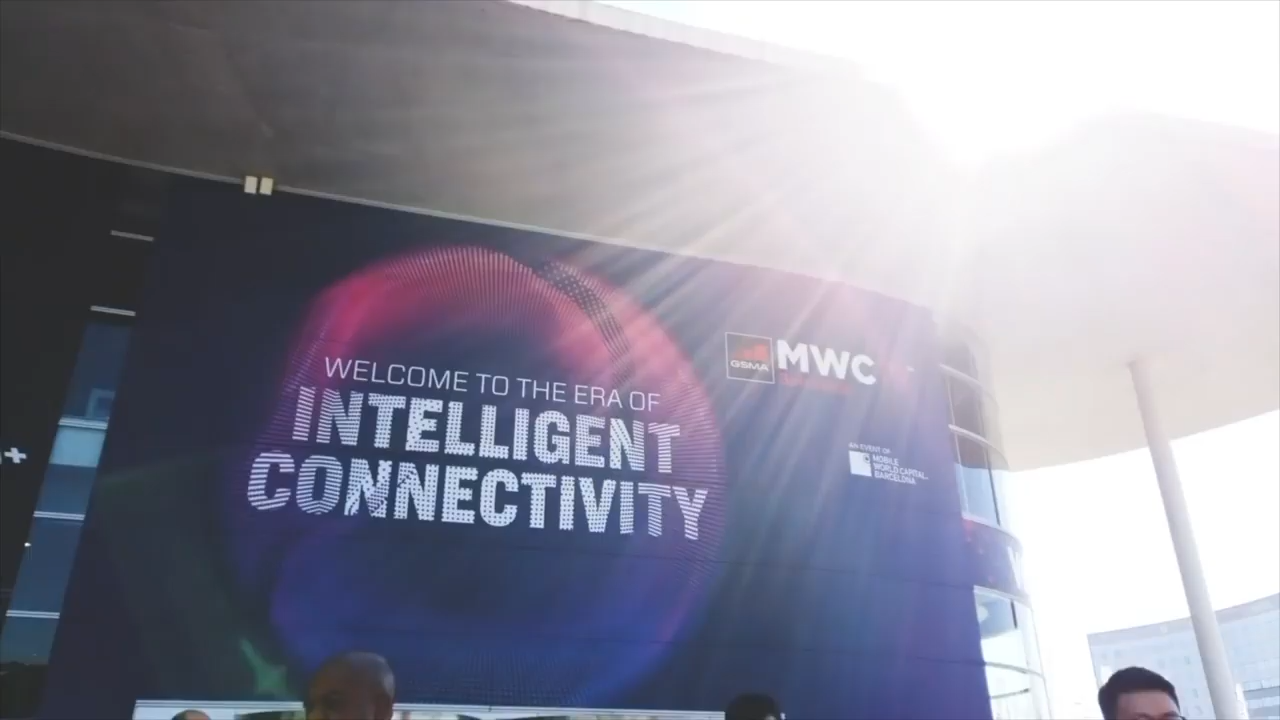 WELCOME TO THE ERA OF
INTELLIGENT
CONNECTIVITY
GSMA
MWC
AN EVENT OF
MOBILE
WORLD CAPITAL
BARCELONA